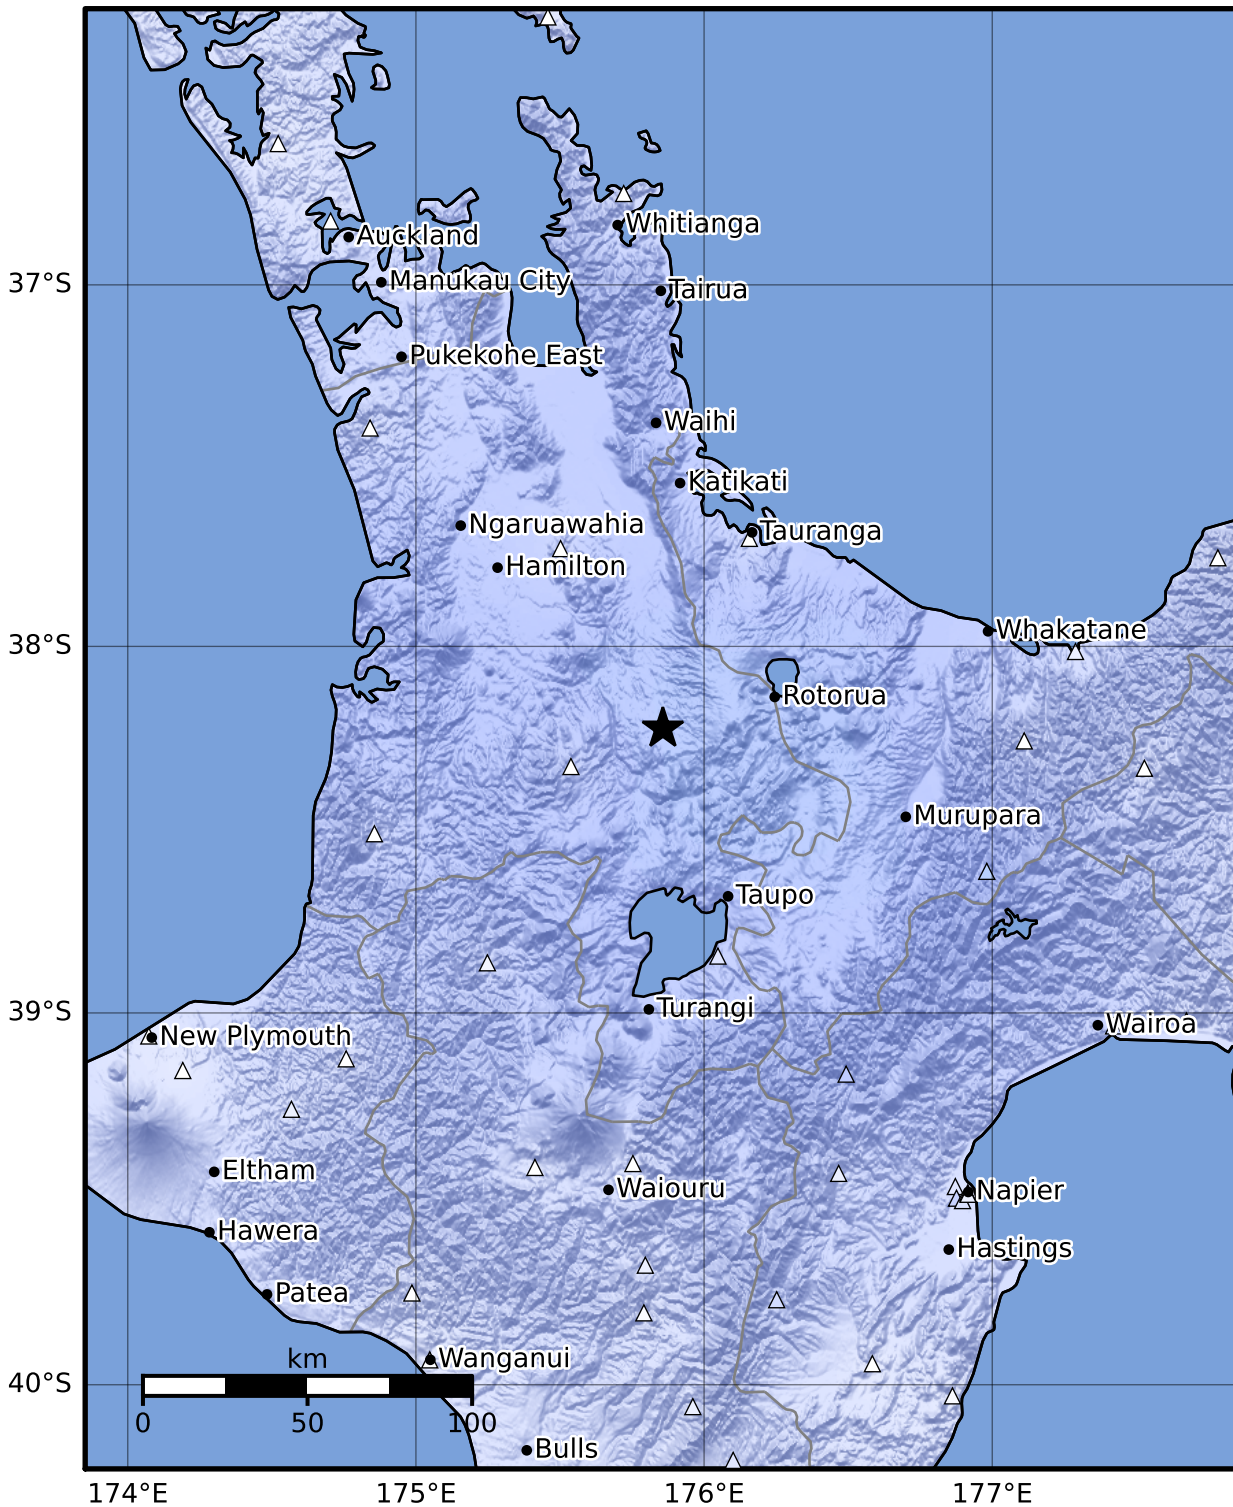 Whitianga
Auckland
Manukau City
37°S
Tairua
Pukekohe East
Waihi
Katikati
Ngaruawahia
Tauranga
Hamilton
Whakatane
38°S
Rotorua
Murupara
Taupo
Turangi
39°S
Wairoa
New Plymouth
Eltham
Waiouru
Napier
Hawera
Hastings
Patea
km
Wanganui
40°S
0 50 100
Bulls
174°E 175°E 176°E 177°E